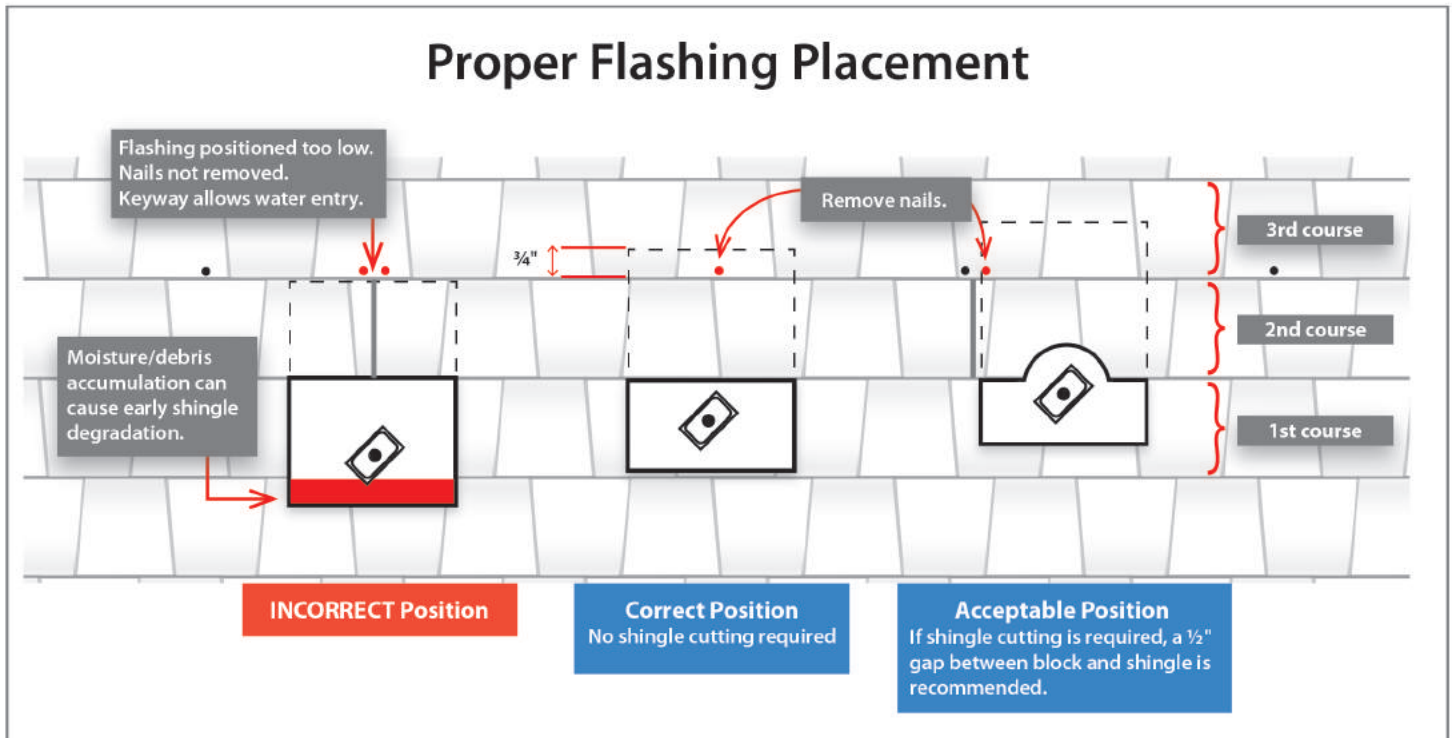 Proper Flashing Placement
Flashing positioned too low.
Nails not removed.
Keyway allows water entry.
Remove nails.
3rd course
¾"
2nd course
Moisture/debris
accumulation can
cause early shingle
degradation.
1st course
INCORRECT Position
Correct Position
No shingle cutting required
Acceptable Position
If shingle cutting is required, a ½"
gap between block and shingle is
recommended.